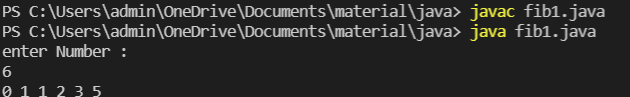 PS C:\Users\admin\OneDrive\Documents\material\java> javac fib1.java
PS C:\Users\admin\OneDrive\Documents\material\java> java fib1.java
enter Number :
6
0 1 1 2 3 5